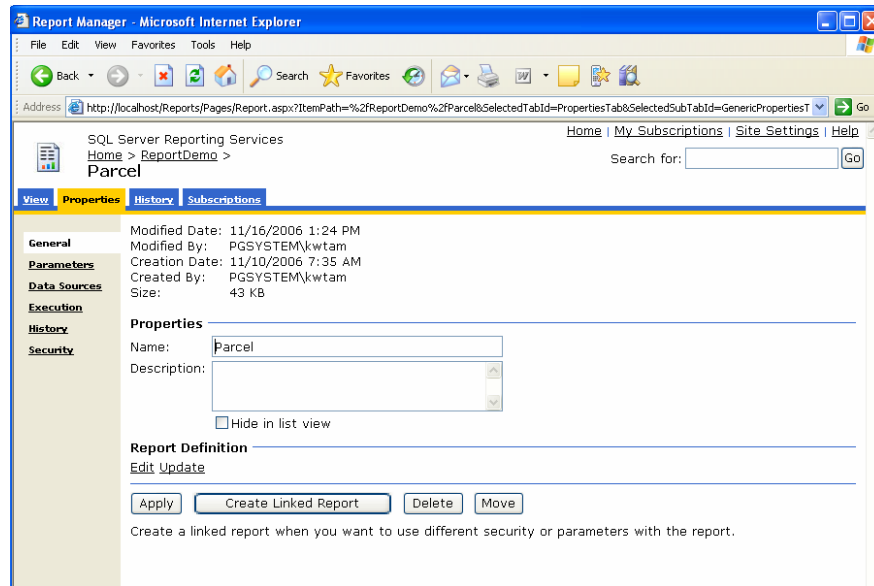 Report Manager - Microsoft Internet Explorer
File Edit View Favorites Tools Help
Back Search Favorites
Address http://localhost/Reports/Pages/Report.aspx?ItemPath=%2fReportDemo%2fParcel&SelectedTabId=PropertiesTab&SelectedSubTabId=GenericPropertiesT Go
SQL Server Reporting Services
Home > ReportDemo >
Parcel
Home | My Subscriptions | Site Settings | Help
Search for: Go
View Properties History Subscriptions
General
Parameters
Data Sources
Execution
History
Security
Modified Date: 11/16/2006 1:24 PM
Modified By: PGSYSTEM\kwtam
Creation Date: 11/10/2006 7:35 AM
Created By: PGSYSTEM\kwtam
Size: 43 KB
Properties
Name: Parcel
Description:
Hide in list view
Report Definition
Edit Update
Apply Create Linked Report Delete Move
Create a linked report when you want to use different security or parameters with the report.